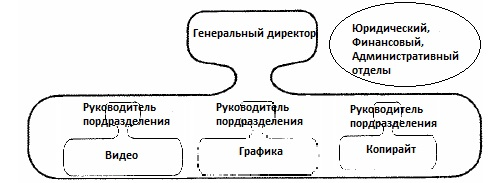 Генеральный директор
Юридический,
Финансовый,
Административный
отделы
Руководитель
пордразделения
Руководитель
пордразделения
Руководитель
пордразделения
Видео
Графика
Копирайт